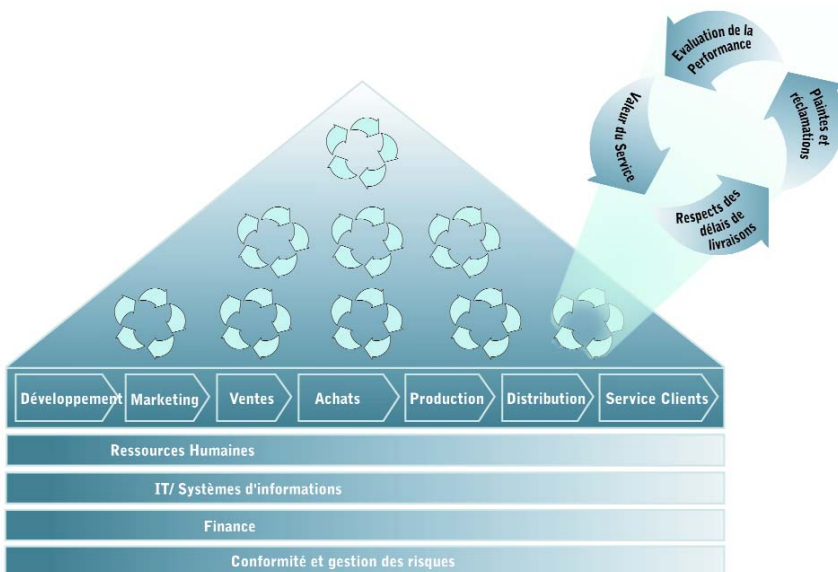 Evaluation de la
Performance
Plaintes et
réclamations
Valeur du Service
Respects des
délais de
livraisons
Développement
Marketing
Ventes
Achats
Production
Distribution
Service Clients
Ressources Humaines
IT/ Systèmes d'informations
Finance
Conformité et gestion des risques